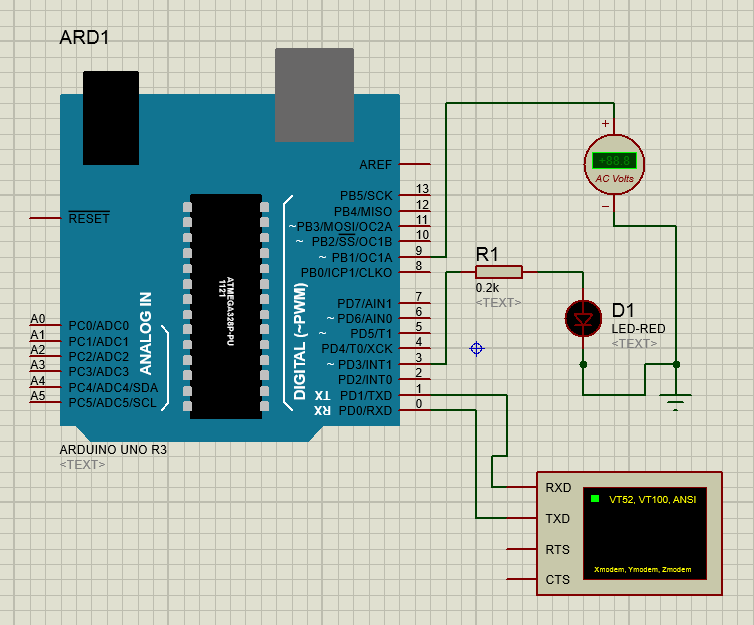 ARD1
AREF
PB5/SCK 13
PB4/MISO 12
~PB3/MOSI/OC2A 11
~ PB2/SS/OC1B 10
~ PB1/OC1A 9
PB0/ICP1/CLKO 8
PD7/AIN1 7
~ PD6/AIN0 6
~ PD5/T1 5
PD4/T0/XCK 4
~ PD3/INT1 3
PD2/INT0 2
TX PD1/TXD 1
RX PD0/RXD 0
RESET
A0 PC0/ADC0
A1 PC1/ADC1
A2 PC2/ADC2
A3 PC3/ADC3
A4 PC4/ADC4/SDA
A5 PC5/ADC5/SCL
ANALOG IN
ATMEGA328P-PU
1121
DIGITAL (~PWM)
ARDUINO UNO R3
<TEXT>
+
+88.8
AC Volts
−
R1
0.2k
<TEXT>
D1
LED-RED
<TEXT>
RXD
TXD
RTS
CTS
VT52, VT100, ANSI
Xmodem, Ymodem, Zmodem